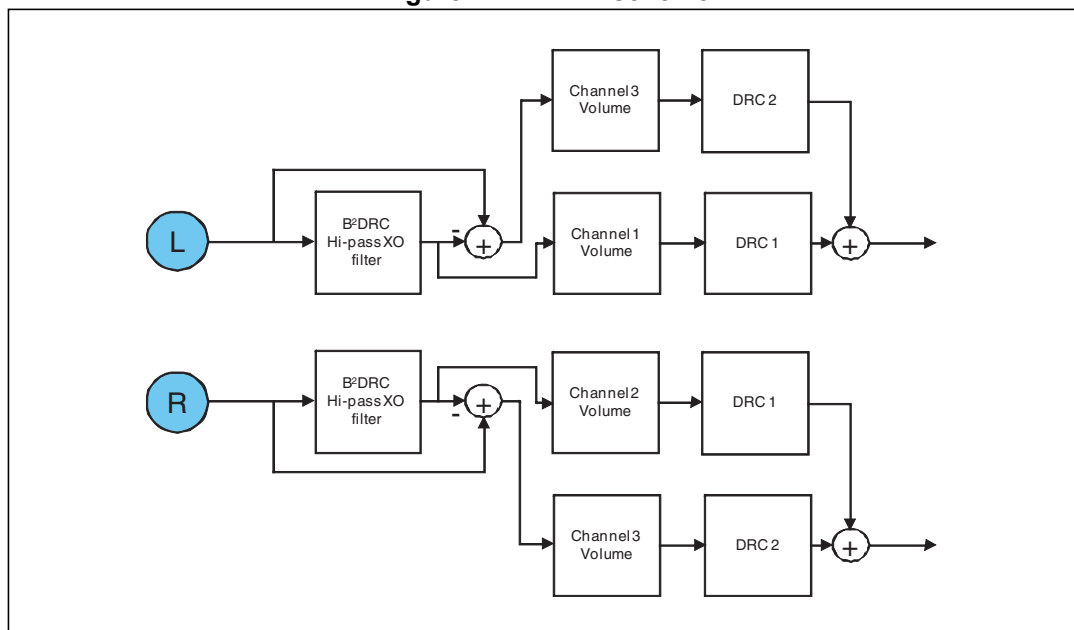 Channel 3
Volume
DRC 2
L
B²DRC
Hi-pass XO
filter
-
+
Channel 1
Volume
DRC 1
+
R
B²DRC
Hi-pass XO
filter
-
+
Channel 2
Volume
DRC 1
Channel 3
Volume
DRC 2
+